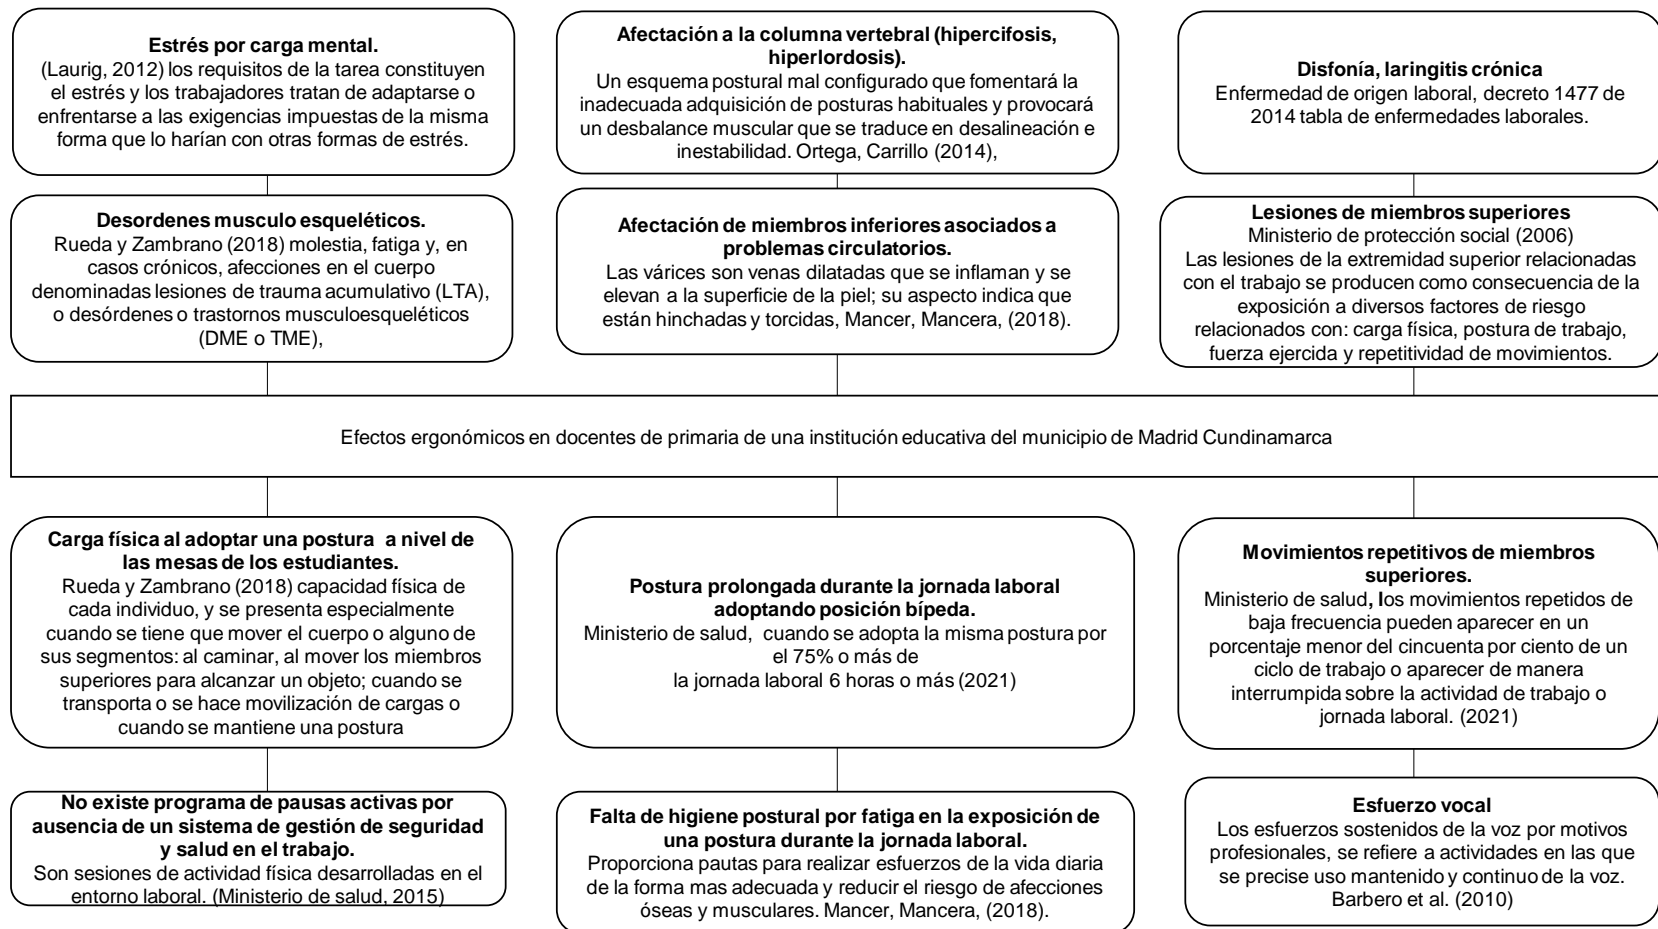 Estrés por carga mental.
(Laurig, 2012) los requisitos de la tarea constituyen
el estrés y los trabajadores tratan de adaptarse o
enfrentarse a las exigencias impuestas de la misma
forma que lo harían con otras formas de estrés.
Afectación a la columna vertebral (hipercifosis,
hiperlordosis).
Un esquema postural mal configurado que fomentará la
inadecuada adquisición de posturas habituales y provocará
un desbalance muscular que se traduce en desalineación e
inestabilidad. Ortega, Carrillo (2014),
Disfonía, laringitis crónica
Enfermedad de origen laboral, decreto 1477 de
2014 tabla de enfermedades laborales.
Desordenes musculo esqueléticos.
Rueda y Zambrano (2018) molestia, fatiga y, en
casos crónicos, afecciones en el cuerpo
denominadas lesiones de trauma acumulativo (LTA),
o desórdenes o trastornos musculoesqueléticos
(DME o TME),
Afectación de miembros inferiores asociados a
problemas circulatorios.
Las várices son venas dilatadas que se inflaman y se
elevan a la superficie de la piel; su aspecto indica que
están hinchadas y torcidas, Mancer, Mancera, (2018).
Lesiones de miembros superiores
Ministerio de protección social (2006)
Las lesiones de la extremidad superior relacionadas
con el trabajo se producen como consecuencia de la
exposición a diversos factores de riesgo
relacionados con: carga física, postura de trabajo,
fuerza ejercida y repetitividad de movimientos.
Efectos ergonómicos en docentes de primaria de una institución educativa del municipio de Madrid Cundinamarca
Carga física al adoptar una postura a nivel de
las mesas de los estudiantes.
Rueda y Zambrano (2018) capacidad física de
cada individuo, y se presenta especialmente
cuando se tiene que mover el cuerpo o alguno de
sus segmentos: al caminar, al mover los miembros
superiores para alcanzar un objeto; cuando se
transporta o se hace movilización de cargas o
cuando se mantiene una postura
Postura prolongada durante la jornada laboral
adoptando posición bípeda.
Ministerio de salud, cuando se adopta la misma postura por
el 75% o más de
la jornada laboral 6 horas o más (2021)
Movimientos repetitivos de miembros
superiores.
Ministerio de salud, los movimientos repetidos de
baja frecuencia pueden aparecer en un
porcentaje menor del cincuenta por ciento de un
ciclo de trabajo o aparecer de manera
interrumpida sobre la actividad de trabajo o
jornada laboral. (2021)
No existe programa de pausas activas por
ausencia de un sistema de gestión de seguridad
y salud en el trabajo.
Son sesiones de actividad física desarrolladas en el
entorno laboral. (Ministerio de salud, 2015)
Falta de higiene postural por fatiga en la exposición de
una postura durante la jornada laboral.
Proporciona pautas para realizar esfuerzos de la vida diaria
de la forma mas adecuada y reducir el riesgo de afecciones
óseas y musculares. Mancer, Mancera, (2018).
Esfuerzo vocal
Los esfuerzos sostenidos de la voz por motivos
profesionales, se refiere a actividades en las que
se precise uso mantenido y continuo de la voz.
Barbero et al. (2010)